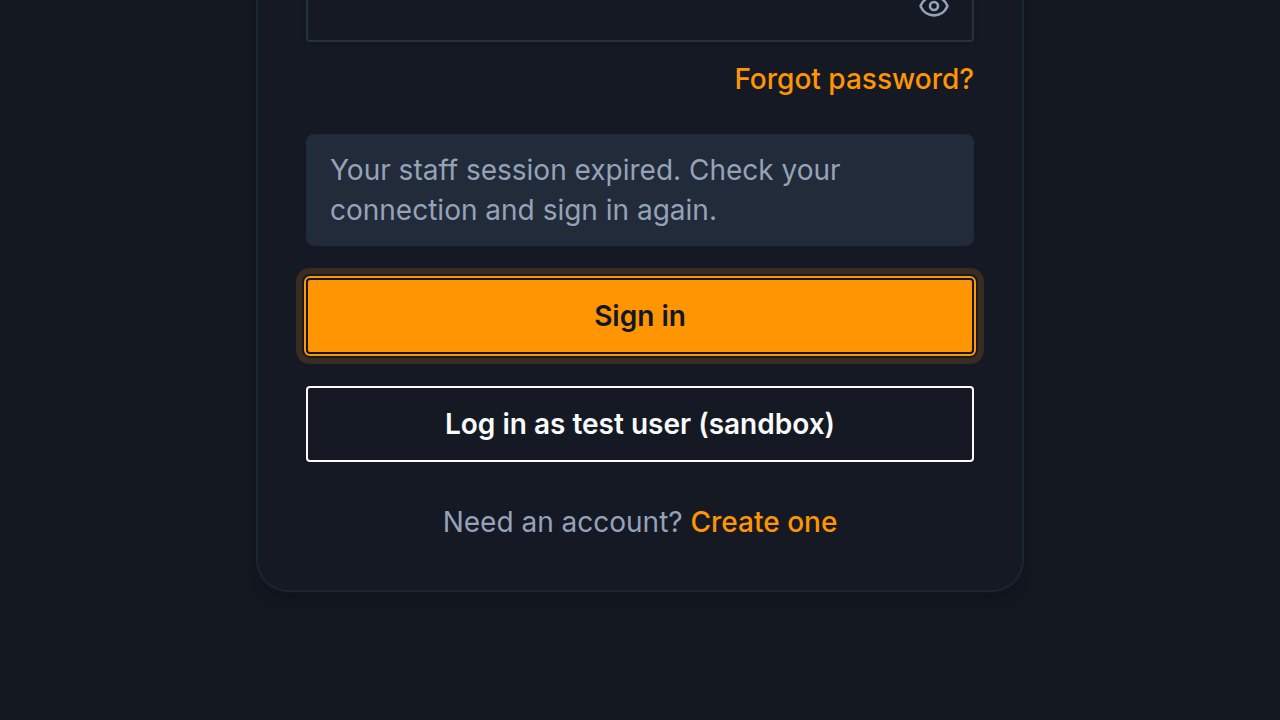 Forgot password?
Your staff session expired. Check your
connection and sign in again.
Sign in
Log in as test user (sandbox)
Need an account? Create one